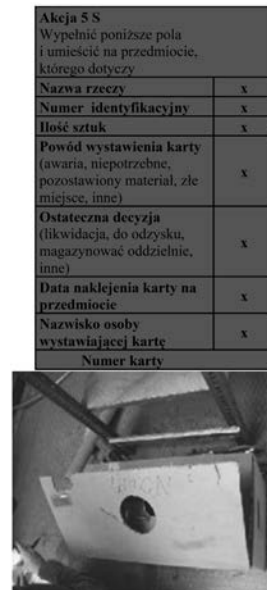 Akcja 5 S
Wypełnić poniższe pola
i umieścić na przedmiocie,
którego dotyczy
Nazwa rzeczy x
Numer identyfikacyjny x
Ilość sztuk x
Powód wystawienia karty
(awaria, niepotrzebne,
pozostawiony materiał, złe
miejsce, inne) x
Ostateczna decyzja
(likwidacja, do odzysku,
magazynować oddzielnie,
inne) x
Data naklejenia karty na
przedmiocie x
Nazwisko osoby
wystawiającej kartę x
Numer karty